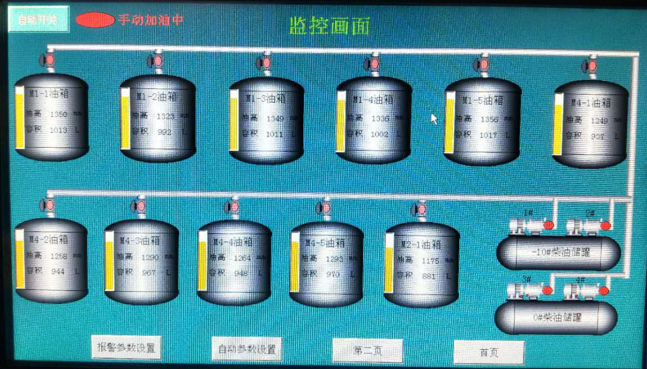 自动开关
手动加油中
监控画面
M1-1油箱
油高 1350 mm
容积 1013 L
M1-2油箱
油高 1323 mm
容积 992 L
M1-3油箱
油高 1349 mm
容积 1011 L
M1-4油箱
油高 1336 mm
容积 1002 L
M1-5油箱
油高 1356 mm
容积 1017 L
M4-1油箱
油高 1249 mm
容积 937 L
M4-2油箱
油高 1258 mm
容积 944 L
M4-3油箱
油高 1290 mm
容积 967 L
M4-4油箱
油高 1264 mm
容积 948 L
M4-5油箱
油高 1295 mm
容积 970 L
M2-1油箱
油高 1175 mm
容积 881 L
1#
2#
-10#柴油储罐
3#
4#
0#柴油储罐
报警参数设置
自动参数设置
第二页
首页